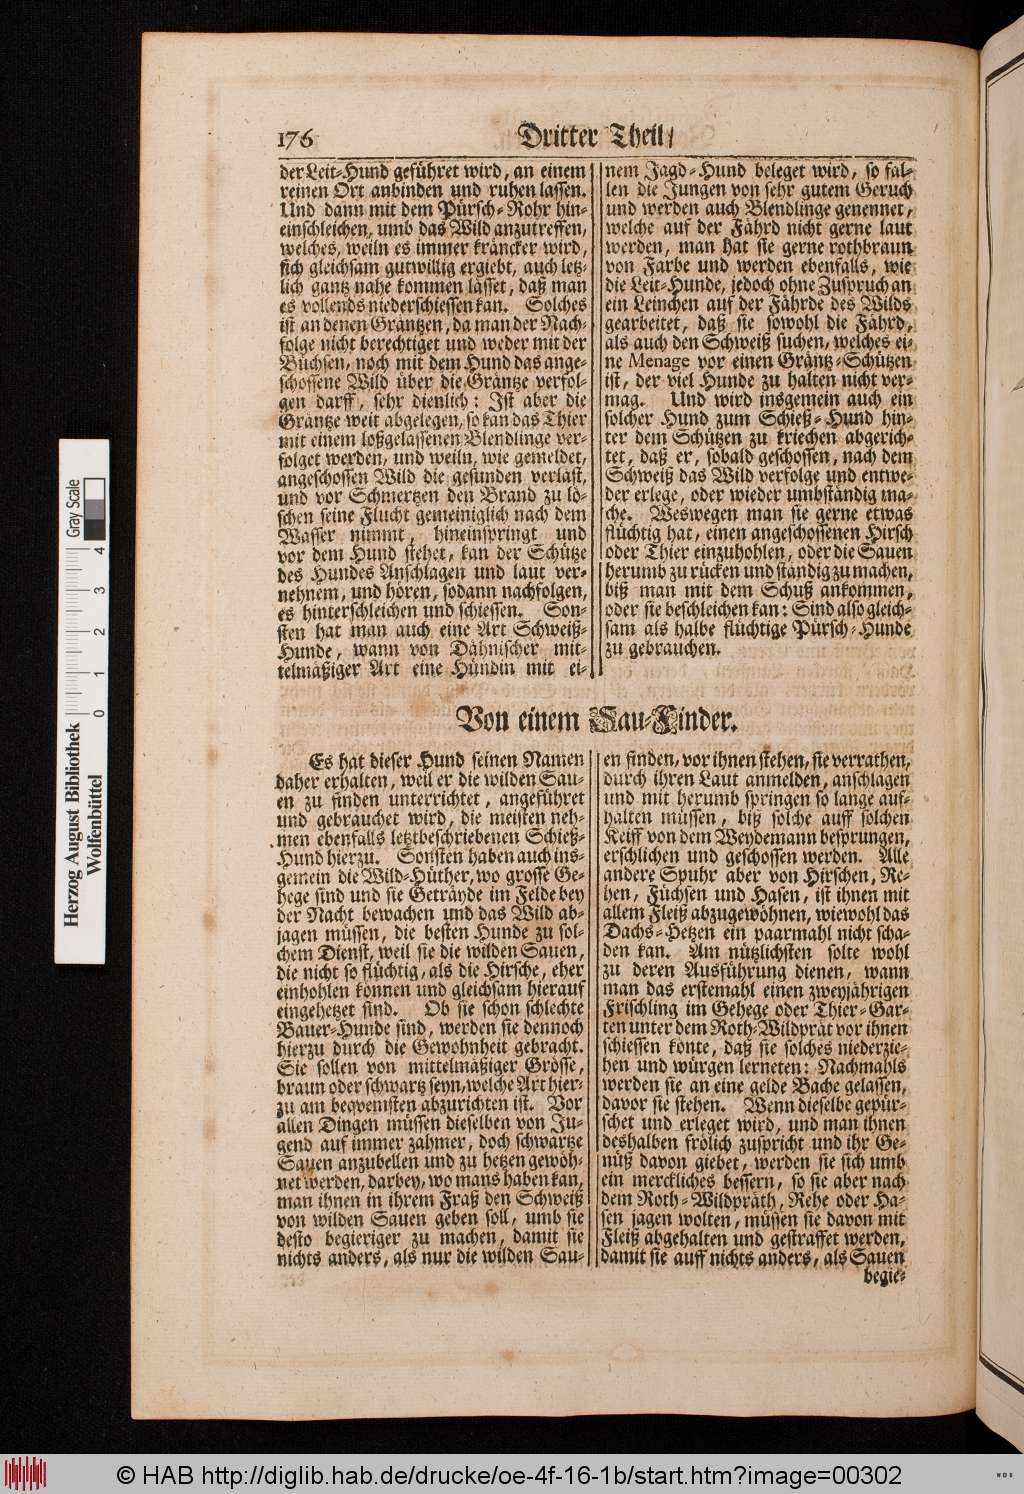 176
Dritter Theil/
der Leit-Hund geführet wird, an einem
reinen Ort anbinden und ruhen lassen.
Und dann mit dem Pürsch-Rohr hin-
einschleichen, umb das Wild anzutreffen,
welches, weiln es immer kräncker wird,
sich gleichsam gutwillig ergiebt, auch letz-
lich gantz nahe kommen lässet, daß man
es vollends niederschiessen kan. Solches
ist an denen Gräntzen, da man der Nach-
folge nicht berechtiget und weder mit der
Büchsen, noch mit dem Hund das ange-
schossene Wild über die Gräntze verfol-
gen darff, sehr dienlich: Ist aber die
Gräntze weit abgelegen, so kan das Thier
mit einem loßgelassenen Blendlinge ver-
folget werden, und weiln, wie gemeldet,
angeschossen Wild die gesunden verläst,
und vor Schmertzen den Brand zu lö-
schen seine Flucht gemeiniglich nach dem
Wasser nimmt, hineinspringt und
vor dem Hund stehet, kan der Schütze
des Hundes Anschlagen und laut ver-
nehmem, und hören, sodann nachfolgen,
es hinterschleichen und schiessen. Son-
sten hat man auch eine Art Schweiß-
Hunde, wann von Dähnischer mit-
telmäßiger Art eine Hündin mit ei-
nem Jagd-Hund beleget wird, so fal-
len die Jungen von sehr gutem Geruch
und werden auch Blendlinge genennet,
welche auf der Fährd nicht gerne laut
werden, man hat sie gerne rothbraun
von Farbe und werden ebenfalls, wie
die Leit-Hunde, jedoch ohne Zuspruch an
ein Leinchen auf der Fährde des Wilds
gearbeitet, daß sie sowohl die Fährd,
als auch den Schweiß suchen, welches ei-
ne Menage vor einen Gräntz-Schützen
ist, der viel Hunde zu halten nicht ver-
mag. Und wird insgemein auch ein
solcher Hund zum Schieß-Hund hin-
ter dem Schützen zu kriechen abgerich-
tet, daß er, sobald geschossen, nach dem
Schweiß das Wild verfolge und entwe-
der erlege, oder wieder umbständig ma-
che. Weswegen man sie gerne etwas
flüchtig hat, einen angeschossenen Hirsch
oder Thier einzuhohlen, oder die Sauen
herumb zu rücken und ständig zu machen,
biß man mit dem Schuß ankommen,
oder sie beschleichen kan: Sind also gleich-
sam als halbe flüchtige Pürsch-Hunde
zu gebrauchen.
Von einem Sau-Finder.
Es hat dieser Hund seinen Namen
daher erhalten, weil er die wilden Sau-
en zu finden unterrichtet, angeführet
und gebrauchet wird, die meisten neh-
men ebenfalls letztbeschriebenen Schieß-
Hund hierzu. Sonsten haben auch ins-
gemein die Wild-Hüther, wo grosse Ge-
hege sind und sie Geträyde im Felde bey
der Nacht bewachen und das Wild ab-
jagen müssen, die besten Hunde zu sol-
chem Dienst, weil sie die wilden Sauen,
die nicht so flüchtig, als die Hirsche, eher
einhohlen können und gleichsam hierauf
eingehetzet sind. Ob sie schon schlechte
Bauer-Hunde sind, werden sie dennoch
hierzu durch die Gewohnheit gebracht.
Sie sollen von mittelmäßiger Grösse,
braun oder schwartz seyn, welche Art hier-
zu am beqvemsten abzurichten ist. Vor
allen Dingen müssen dieselben von Ju-
gend auf immer zahmer, doch schwartze
Sauen anzubellen und zu hetzen gewöh-
net werden, darbey, wo mans haben kan,
man ihnen in ihrem Fraß den Schweiß
von wilden Sauen geben soll, umb sie
desto begieriger zu machen, damit sie
nichts anders, als nur die wilden Sau-
en finden, vor ihnen stehen, sie verrathen,
durch ihren Laut anmelden, anschlagen
und mit herumb springen so lange auf-
halten müssen, biß solche auff solchen
Keiff von dem Weydemann besprungen,
erschlichen und geschossen werden. Alle
andere Spuhr aber von Hirschen, Re-
hen, Füchsen und Hasen, ist ihnen mit
allem Fleiß abzugewöhnen, wiewohl das
Dachs-Hetzen ein paarmahl nicht scha-
den kan. Am nützlichsten solte wohl
zu deren Ausführung dienen, wann
man das erstemahl einen zweyjährigen
Frischling im Gehege oder Thier-Gar-
ten unter dem Roth-Wildprät vor ihnen
schiessen könte, daß sie solches niederzie-
hen und würgen lerneten: Nachmahls
werden sie an eine gelde Bache gelassen,
davor sie stehen. Wenn dieselbe gepür-
schet und erleget wird, und man ihnen
deshalben frölich zuspricht und ihr Ge-
nüß davon giebet, werden sie sich umb
ein merckliches bessern, so sie aber nach
dem Roth-Wildpräth, Rehe oder Ha-
sen jagen wolten, müssen sie davon mit
Fleiß abgehalten und gestraffet werden,
damit sie auff nichts anders, als Sauen
begie-
Herzog August Bibliothek
Wolfenbüttel
0 1 2 3 4
Gray Scale
© HAB http://diglib.hab.de/drucke/oe-4f-16-1b/start.htm?image=00302